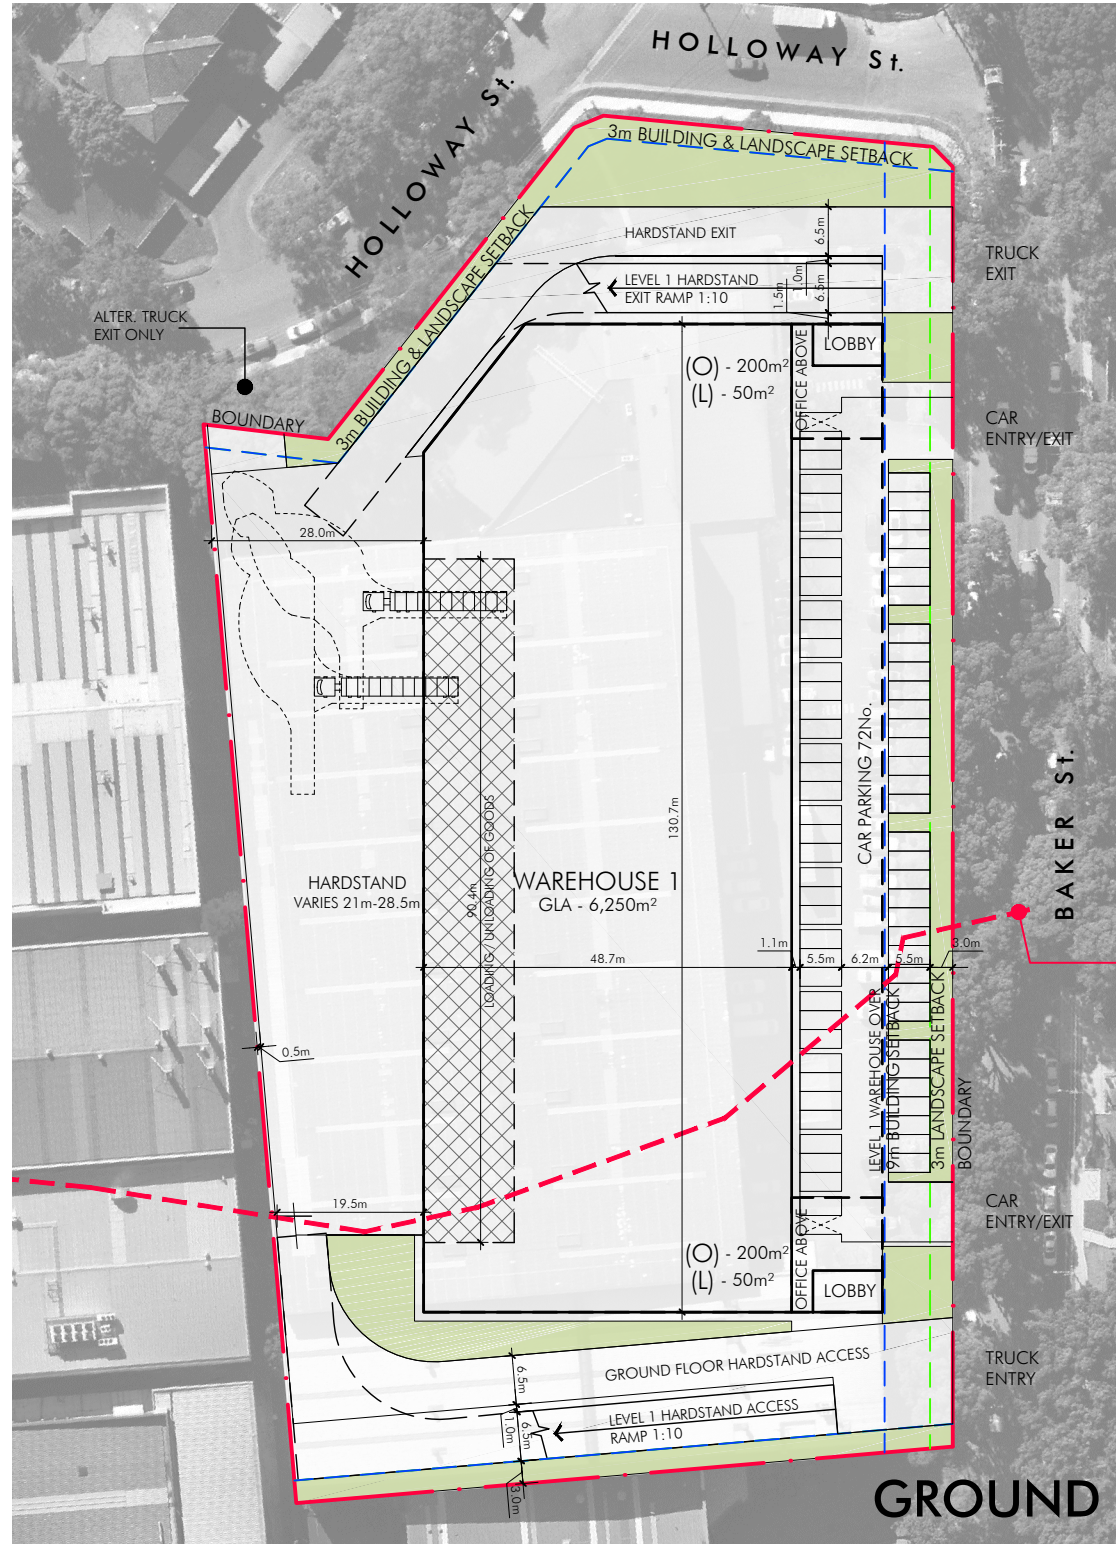 HOLLOWAY St.
HOLLOWAY St.
3m BUILDING & LANDSCAPE SETBACK
3m BUILDING & LANDSCAPE SETBACK
3m BUILDING & LANDSCAPE SETBACK
HARDSTAND EXIT
6.5m
TRUCK
EXIT
LEVEL 1 HARDSTAND
EXIT RAMP 1:10
1.5m
1.0m
6.5m
ALTER. TRUCK
EXIT ONLY
BOUNDARY
LOBBY
OFFICE ABOVE
(O) - 200m²
(L) - 50m²
CAR
ENTRY/EXIT
28.0m
130.7m
CAR PARKING 72No.
BAKER St.
HARDSTAND
VARIES 21m-28.5m
90.4m
LOADING / UNLOADING OF GOODS
WAREHOUSE 1
GLA - 6,250m²
48.7m
1.1m
5.5m
6.2m
5.5m
3.0m
LEVEL 1 WAREHOUSE OVER
9m BUILDING SETBACK
3m LANDSCAPE SETBACK
BOUNDARY
0.5m
19.5m
CAR
ENTRY/EXIT
(O) - 200m²
(L) - 50m²
OFFICE ABOVE
LOBBY
GROUND FLOOR HARDSTAND ACCESS
TRUCK
ENTRY
6.5m
1.0m
6.5m
LEVEL 1 HARDSTAND ACCESS
RAMP 1:10
3.0m
GROUND